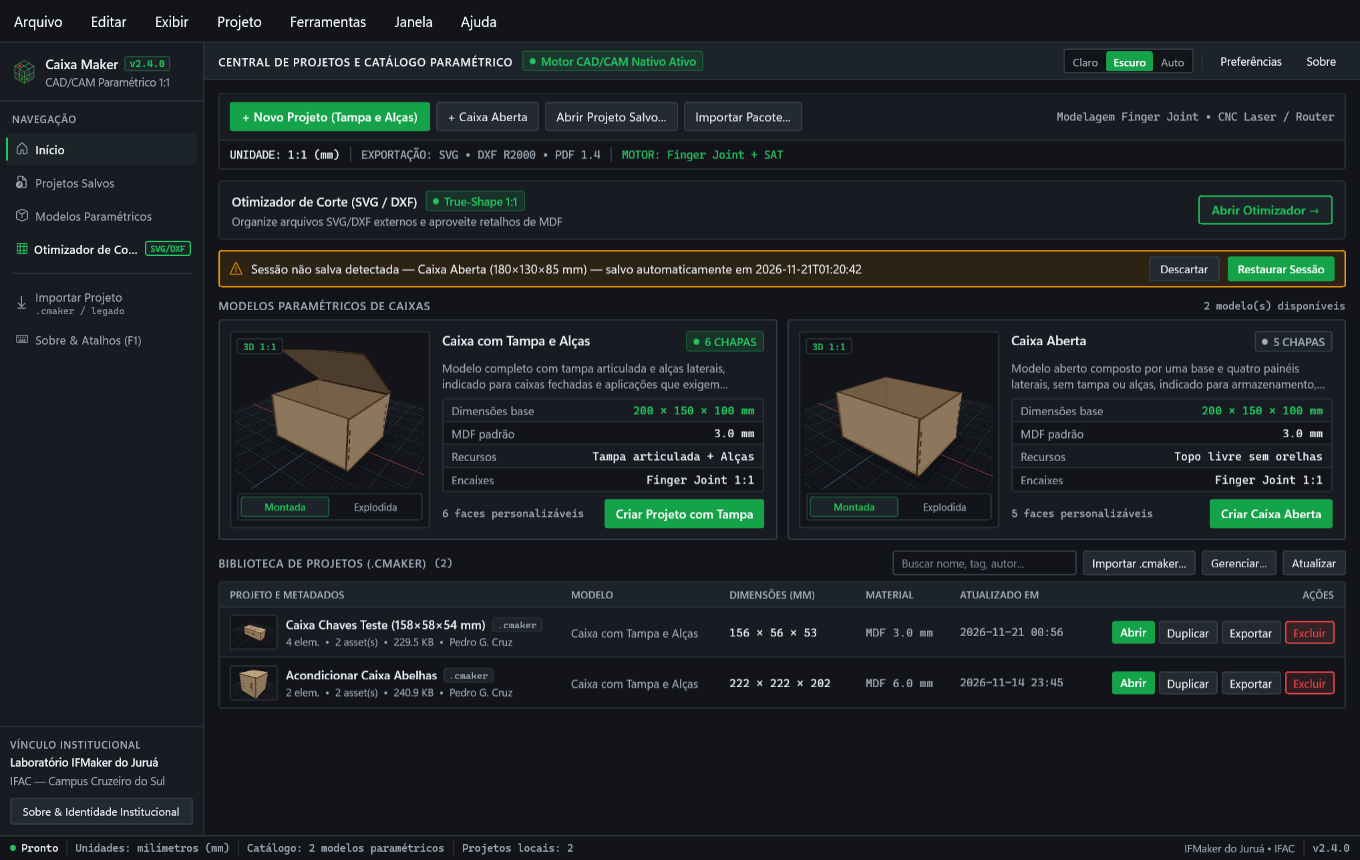 Arquivo Editar Exibir Projeto Ferramentas Janela Ajuda
Caixa Maker v2.4.0
CAD/CAM Paramétrico 1:1
NAVEGAÇÃO
Início
Projetos Salvos
Modelos Paramétricos
Otimizador de Co... SVG/DXF
Importar Projeto
.cmaker / legado
Sobre & Atalhos (F1)
VÍNCULO INSTITUCIONAL
Laboratório IFMaker do Juruá
IFAC — Campus Cruzeiro do Sul
Sobre & Identidade Institucional
CENTRAL DE PROJETOS E CATÁLOGO PARAMÉTRICO Motor CAD/CAM Nativo Ativo Claro Escuro Auto Preferências Sobre
+ Novo Projeto (Tampa e Alças) + Caixa Aberta Abrir Projeto Salvo... Importar Pacote... Modelagem Finger Joint • CNC Laser / Router
UNIDADE: 1:1 (mm) EXPORTAÇÃO: SVG • DXF R2000 • PDF 1.4 MOTOR: Finger Joint + SAT
Otimizador de Corte (SVG / DXF) True-Shape 1:1
Organize arquivos SVG/DXF externos e aproveite retalhos de MDF
Abrir Otimizador →
Sessão não salva detectada — Caixa Aberta (180×130×85 mm) — salvo automaticamente em 2026-11-21T01:20:42 Descartar Restaurar Sessão
MODELOS PARAMÉTRICOS DE CAIXAS 2 modelo(s) disponíveis
3D 1:1
Montada Explodida
Caixa com Tampa e Alças 6 CHAPAS
Modelo completo com tampa articulada e alças laterais,
indicado para caixas fechadas e aplicações que exigem...
Dimensões base 200 × 150 × 100 mm
MDF padrão 3.0 mm
Recursos Tampa articulada + Alças
Encaixes Finger Joint 1:1
6 faces personalizáveis Criar Projeto com Tampa
3D 1:1
Montada Explodida
Caixa Aberta 5 CHAPAS
Modelo aberto composto por uma base e quatro painéis
laterais, sem tampa ou alças, indicado para armazenamento,...
Dimensões base 200 × 150 × 100 mm
MDF padrão 3.0 mm
Recursos Topo livre sem orelhas
Encaixes Finger Joint 1:1
5 faces personalizáveis Criar Caixa Aberta
BIBLIOTECA DE PROJETOS (.CMAKER) (2) Buscar nome, tag, autor... Importar .cmaker... Gerenciar... Atualizar
PROJETO E METADADOS MODELO DIMENSÕES (MM) MATERIAL ATUALIZADO EM AÇÕES
Caixa Chaves Teste (158×58×54 mm) .cmaker
4 elem. • 2 asset(s) • 229.5 KB • Pedro G. Cruz
Caixa com Tampa e Alças 156 × 56 × 53 MDF 3.0 mm 2026-11-21 00:56 Abrir Duplicar Exportar Excluir
Acondicionar Caixa Abelhas .cmaker
2 elem. • 2 asset(s) • 240.9 KB • Pedro G. Cruz
Caixa com Tampa e Alças 222 × 222 × 202 MDF 6.0 mm 2026-11-14 23:45 Abrir Duplicar Exportar Excluir
Pronto Unidades: milímetros (mm) Catálogo: 2 modelos paramétricos Projetos locais: 2 IFMaker do Juruá • IFAC v2.4.0